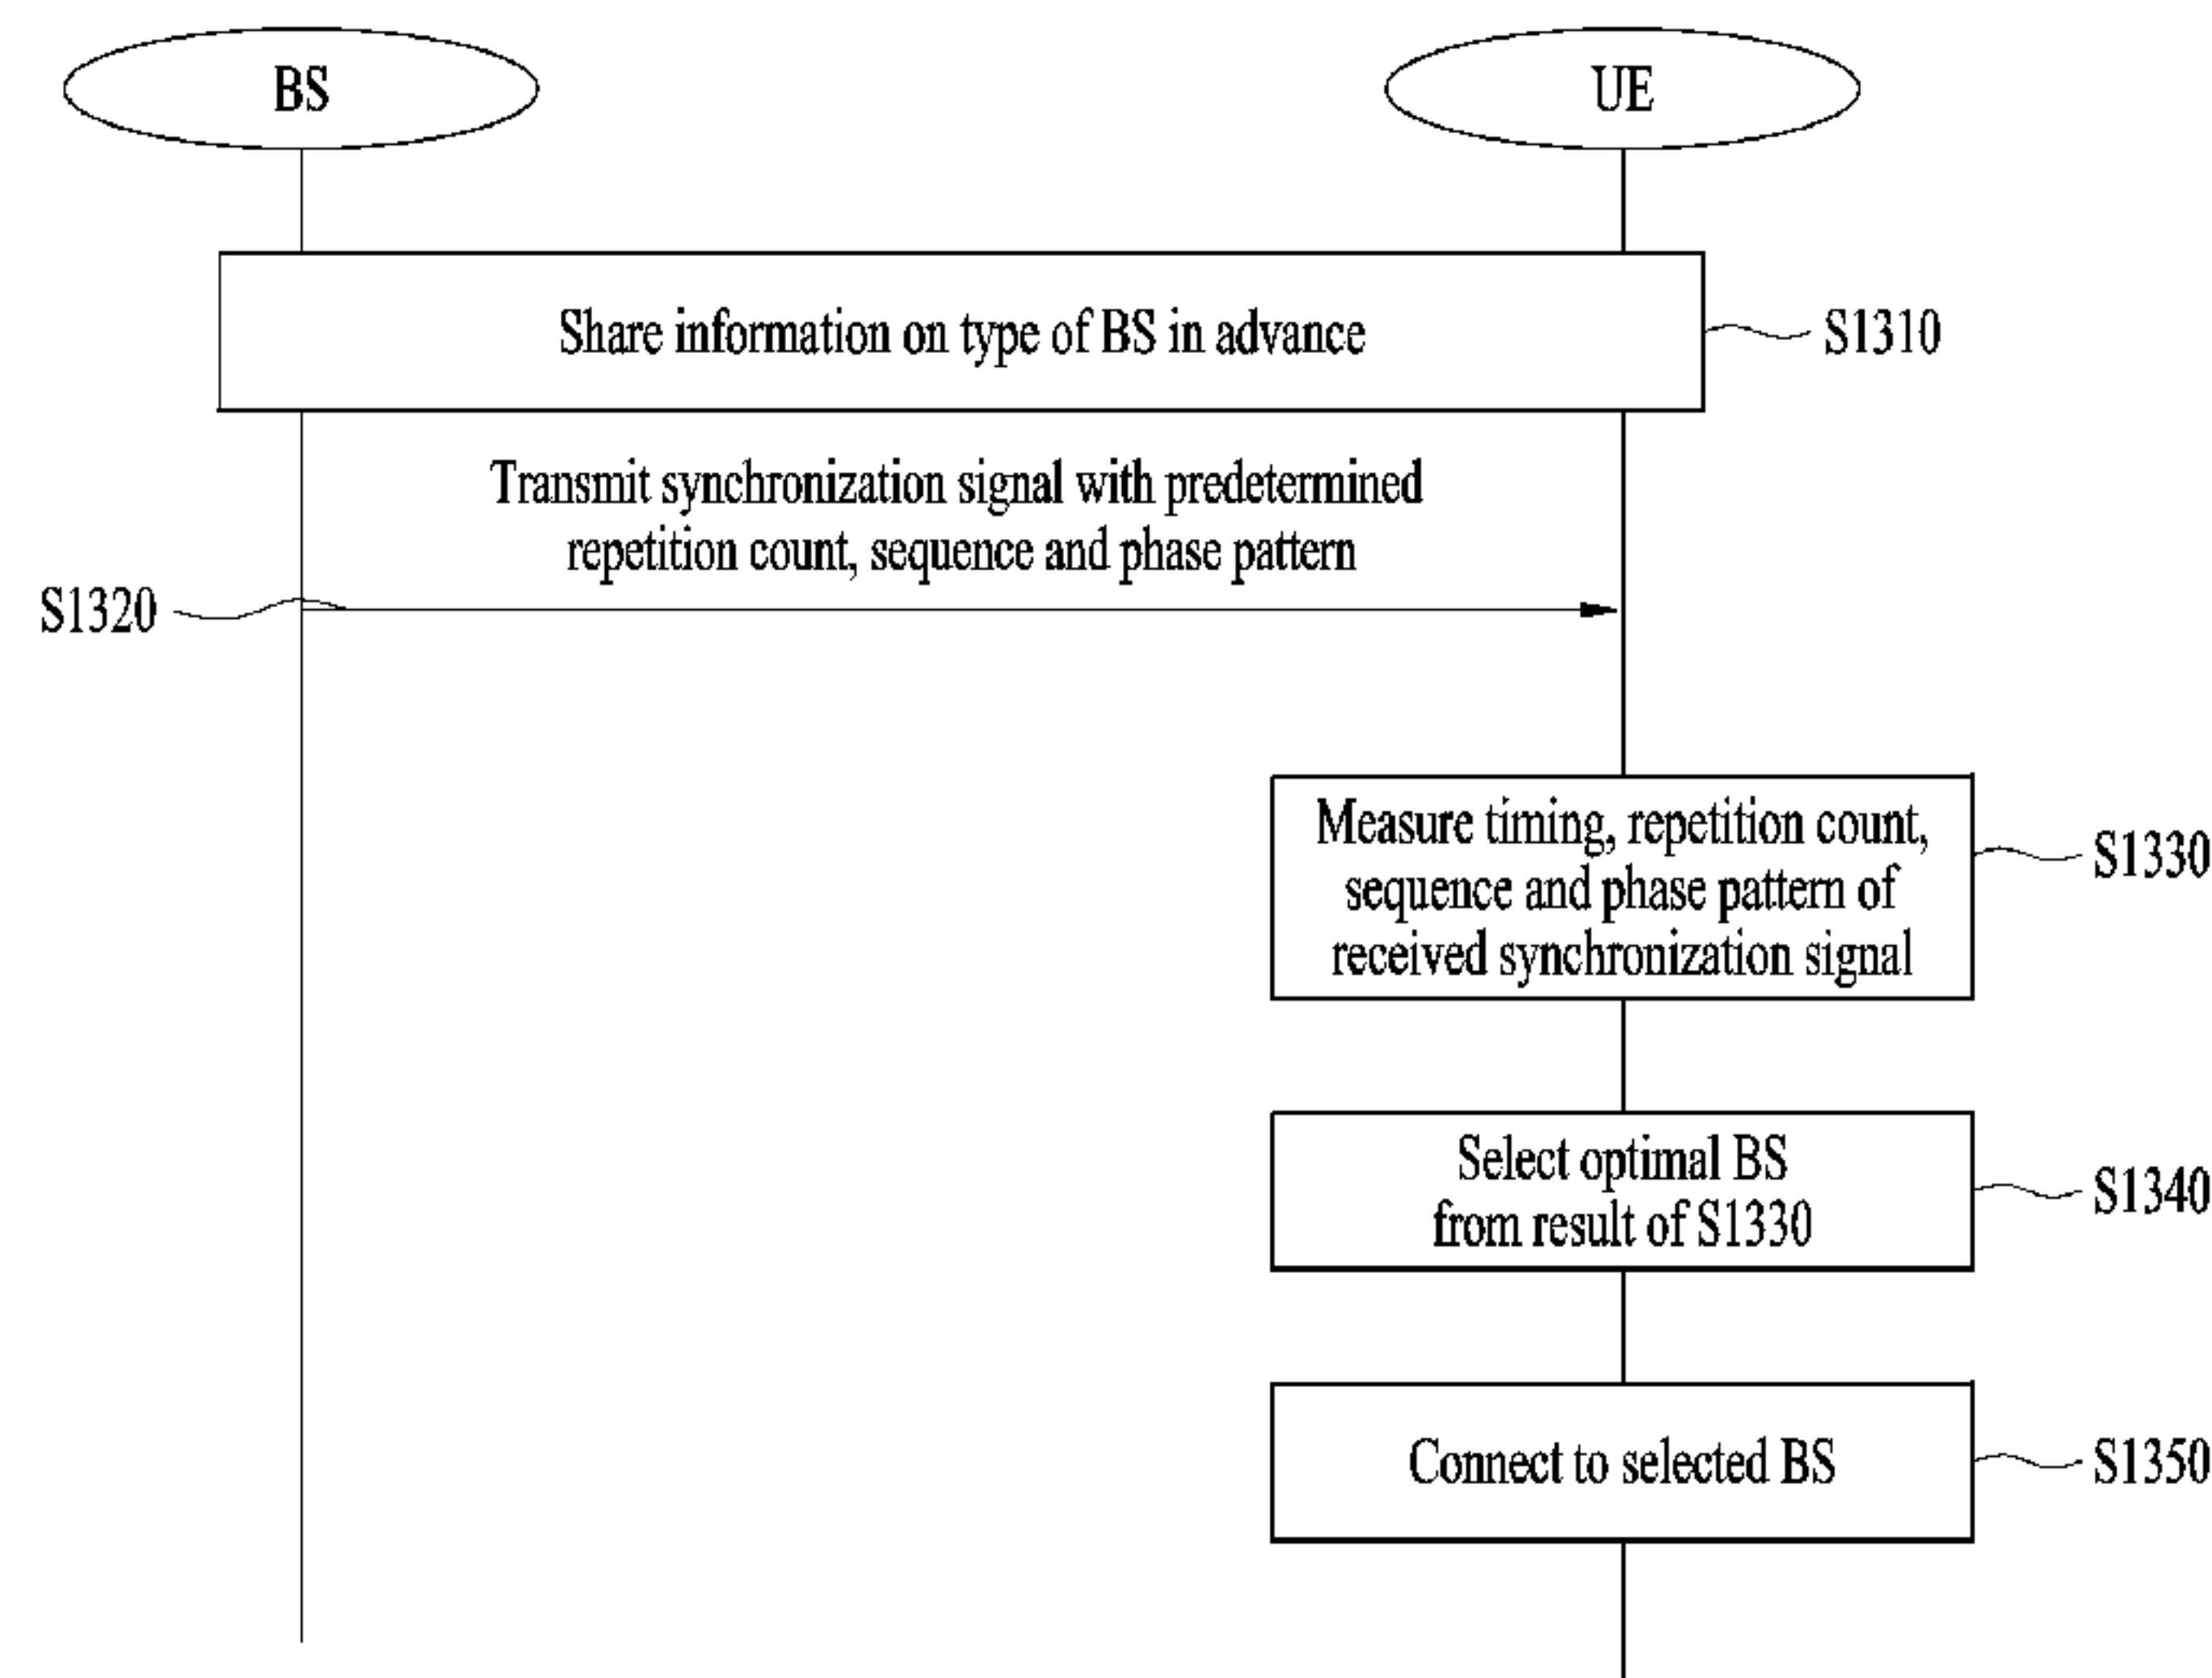 BS
UE
Share information on type of BS in advance
S1310
Transmit synchronization signal with predetermined
repetition count, sequence and phase pattern
S1320
Measure timing, repetition count,
sequence and phase pattern of
received synchronization signal
S1330
Select optimal BS
from result of S1330
S1340
Connect to selected BS
S1350